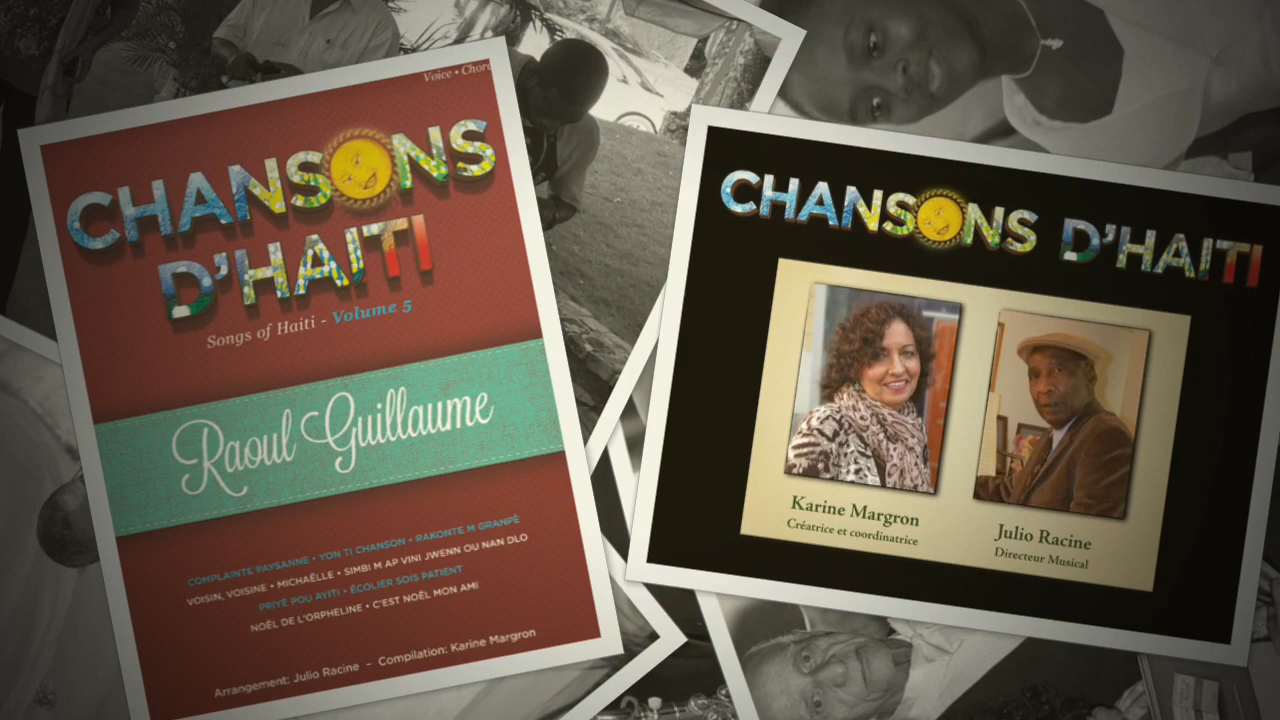 Voice • Chord
CHANSONS
D'HAITI
Songs of Haiti - Volume 5
Raoul Guillaume
COMPLAINTE PAYSANNE • YON TI CHANSON • RAKONTE M GRANPÈ
VOISIN, VOISINE • MICHAËLLE • SIMBI M AP VINI JWENN OU NAN DLO
PRIYÈ POU AYITI • ÉCOLIER SOIS PATIENT
NOËL DE L'ORPHELINE • C'EST NOËL MON AMI
Arrangement: Julio Racine – Compilation: Karine Margron
CHANSONS D'HAITI
Karine Margron
Créatrice et coordinatrice
Julio Racine
Directeur Musical